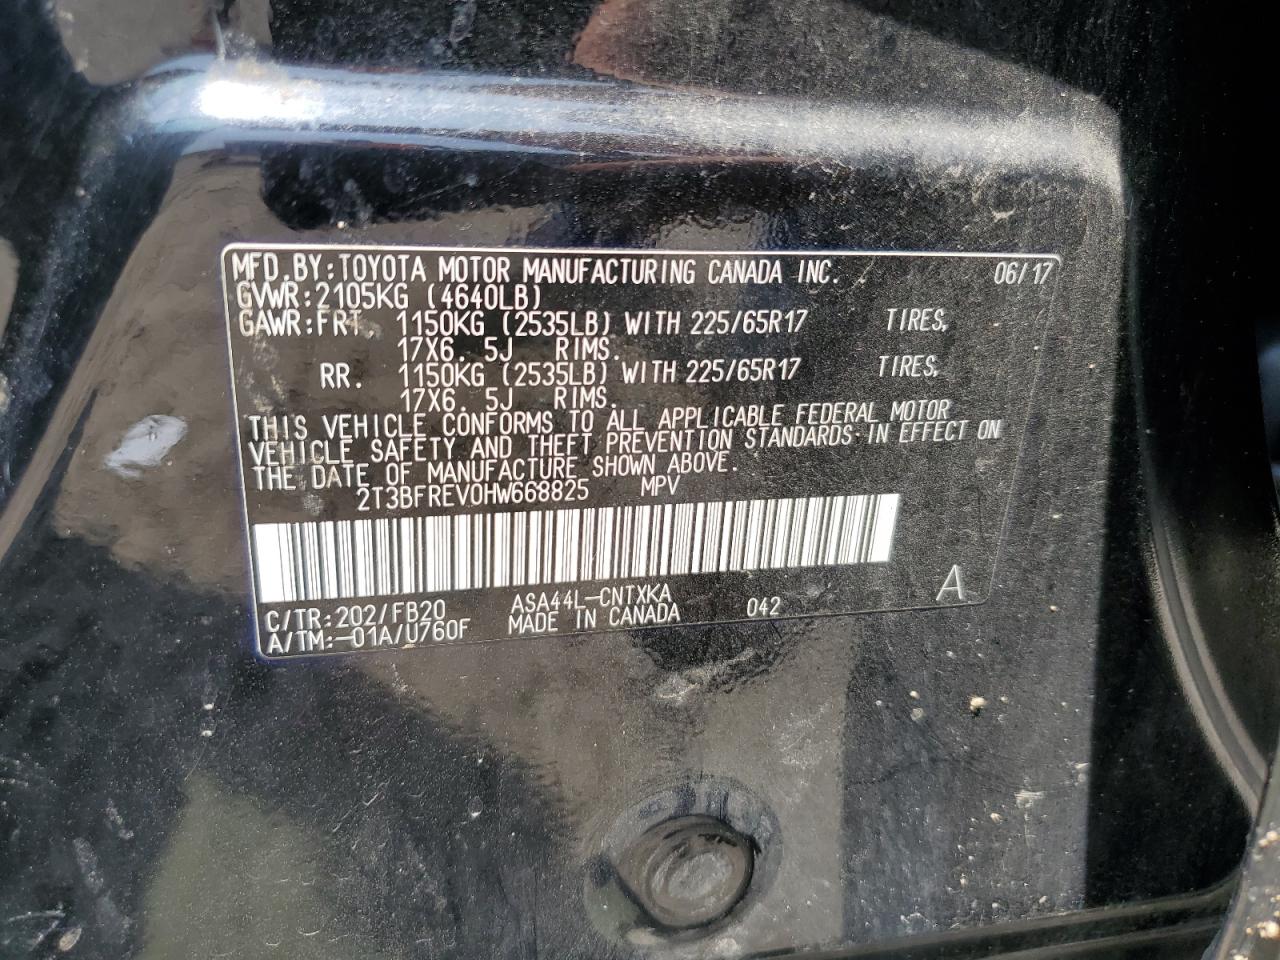 MFD.BY:TOYOTA MOTOR MANUFACTURING CANADA INC. 06/17
GVWR:2105KG (4640LB)
GAWR:FRT. 1150KG (2535LB) WITH 225/65R17 TIRES,
17X6.5J RIMS.
RR. 1150KG (2535LB) WITH 225/65R17 TIRES,
17X6.5J RIMS.
THIS VEHICLE CONFORMS TO ALL APPLICABLE FEDERAL MOTOR
VEHICLE SAFETY AND THEFT PREVENTION STANDARDS IN EFFECT ON
THE DATE OF MANUFACTURE SHOWN ABOVE.
2T3BFREV0HW668825 MPV
C/TR:202/FB20 ASA44L-CNTXKA 042 A
A/TM:-01A/U760F MADE IN CANADA